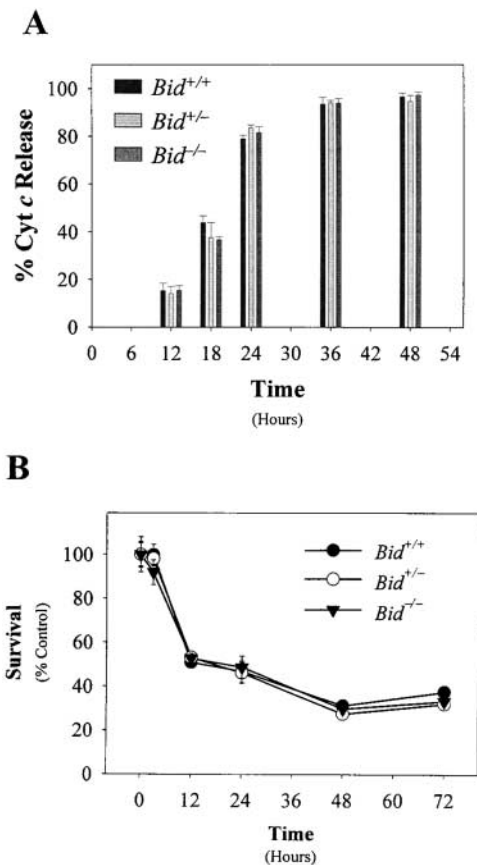 A
% Cyt c Release
100
80
60
40
20
0
Bid+/+
Bid+/-
Bid-/-
0 6 12 18 24 30 36 42 48 54
Time
(Hours)
B
Survival
(% Control)
100
80
60
40
20
0
Bid+/+
Bid+/-
Bid-/-
0 12 24 36 48 60 72
Time
(Hours)